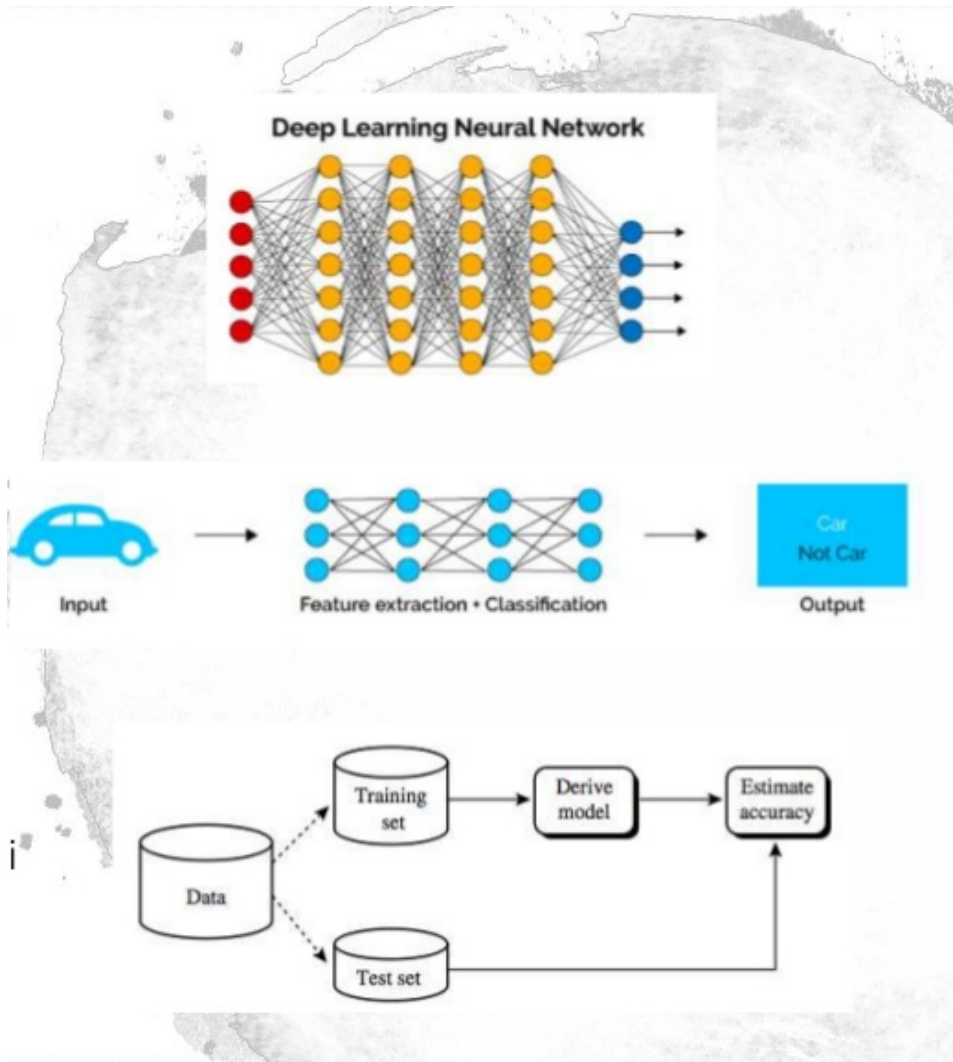 Deep Learning Neural Network
Car
Not Car
Input
Feature extraction + Classification
Output
Training
set
Derive
model
Estimate
accuracy
i
Data
Test set